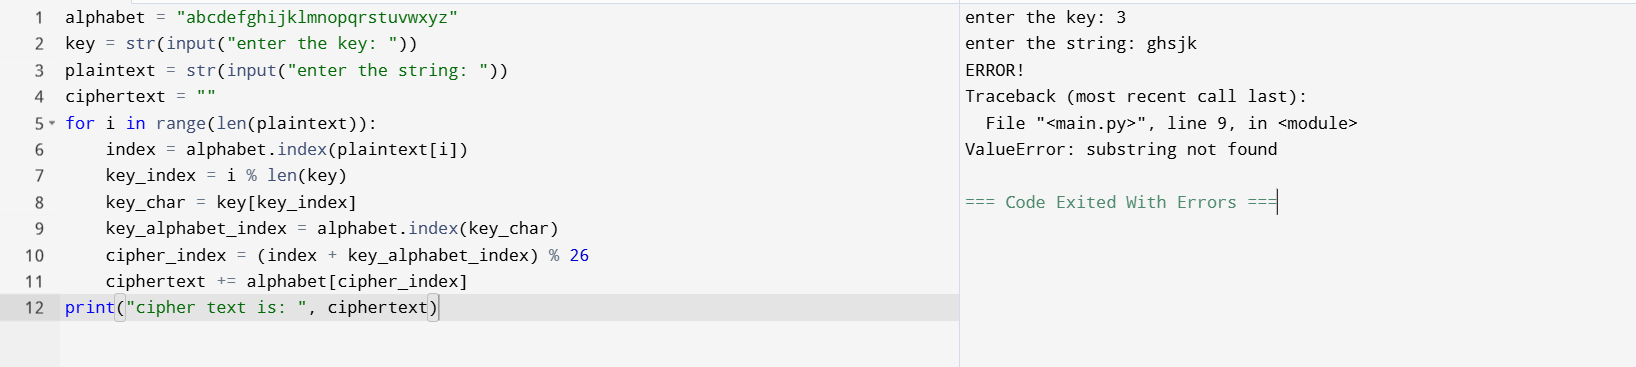 1 alphabet = "abcdefghijklmnopqrstuvwxyz"
2 key = str(input("enter the key: "))
3 plaintext = str(input("enter the string: "))
4 ciphertext = ""
5 for i in range(len(plaintext)):
6     index = alphabet.index(plaintext[i])
7     key_index = i % len(key)
8     key_char = key[key_index]
9     key_alphabet_index = alphabet.index(key_char)
10     cipher_index = (index + key_alphabet_index) % 26
11     ciphertext += alphabet[cipher_index]
12 print("cipher text is: ", ciphertext)
enter the key: 3
enter the string: ghsjk
ERROR!
Traceback (most recent call last):
  File "<main.py>", line 9, in <module>
ValueError: substring not found
=== Code Exited With Errors ===